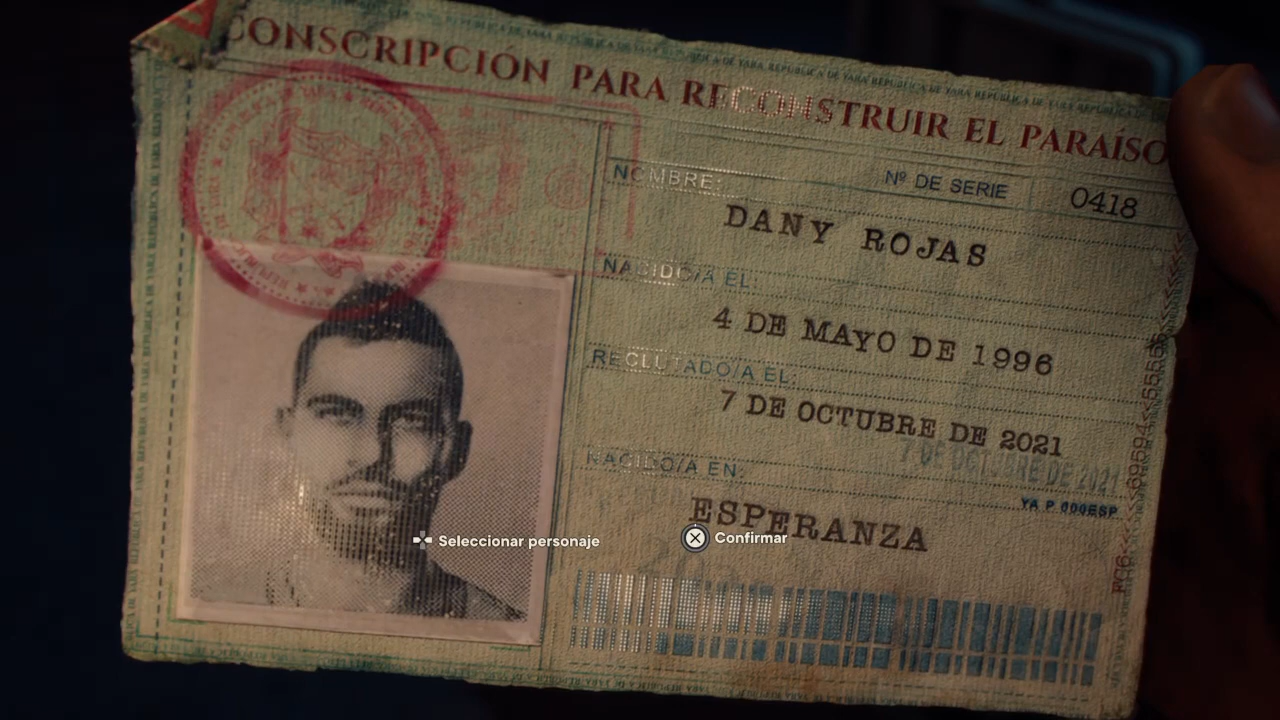 CONSCRIPCIÓN PARA RECONSTRUIR EL PARAÍSO
NOMBRE:
Nº DE SERIE
0418
DANY ROJAS
NACIDO/A EL:
4 DE MAYO DE 1996
RECLUTADO/A EL:
7 DE OCTUBRE DE 2021
7 DE OCTUBRE DE 2021
NACIDO/A EN:
YA P 000ESP
ESPERANZA
Seleccionar personaje
Confirmar